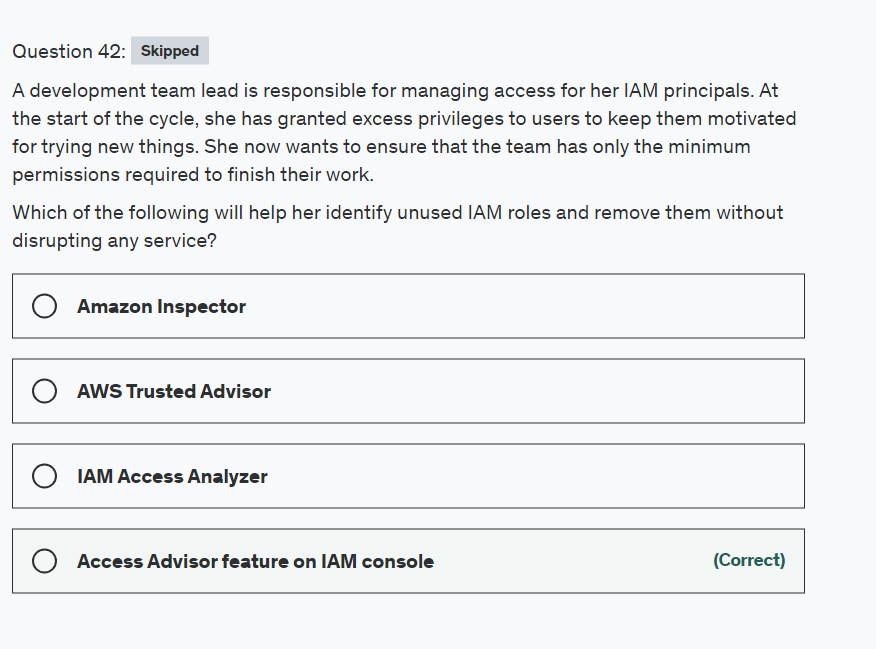 Question 42: Skipped
A development team lead is responsible for managing access for her IAM principals. At
the start of the cycle, she has granted excess privileges to users to keep them motivated
for trying new things. She now wants to ensure that the team has only the minimum
permissions required to finish their work.
Which of the following will help her identify unused IAM roles and remove them without
disrupting any service?
Amazon Inspector
AWS Trusted Advisor
IAM Access Analyzer
Access Advisor feature on IAM console (Correct)